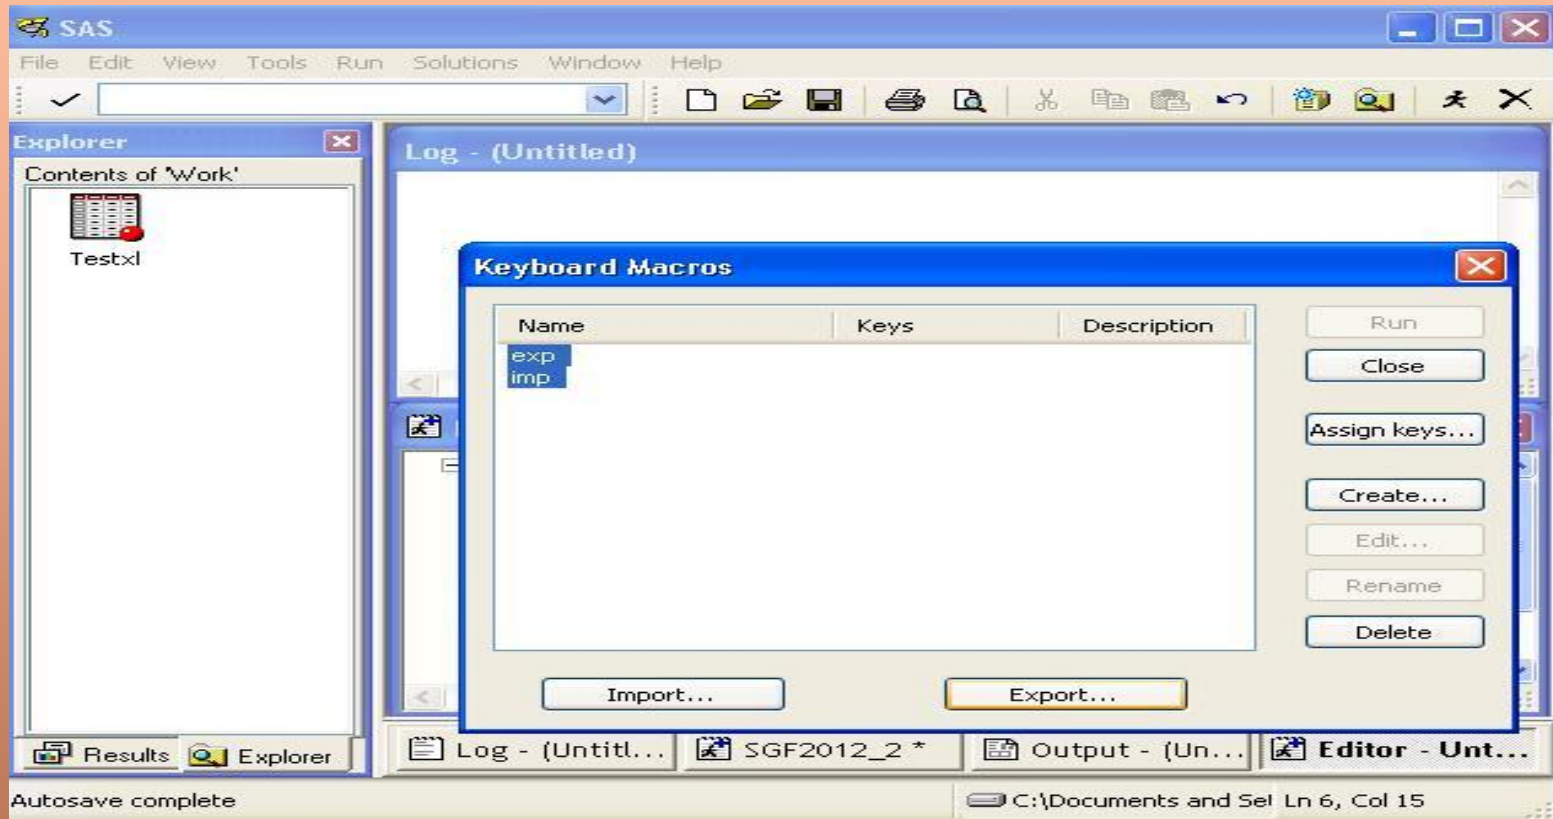 SAS
File Edit View Tools Run Solutions Window Help
Explorer
Contents of 'Work'
Testxl
Log - (Untitled)
Keyboard Macros
Name Keys Description
exp
imp
Run
Close
Assign keys...
Create...
Edit...
Rename
Delete
Import... Export...
Results Explorer
Log - (Untitl... SGF2012_2 * Output - (Un... Editor - Unt...
Autosave complete C:\Documents and Set Ln 6, Col 15